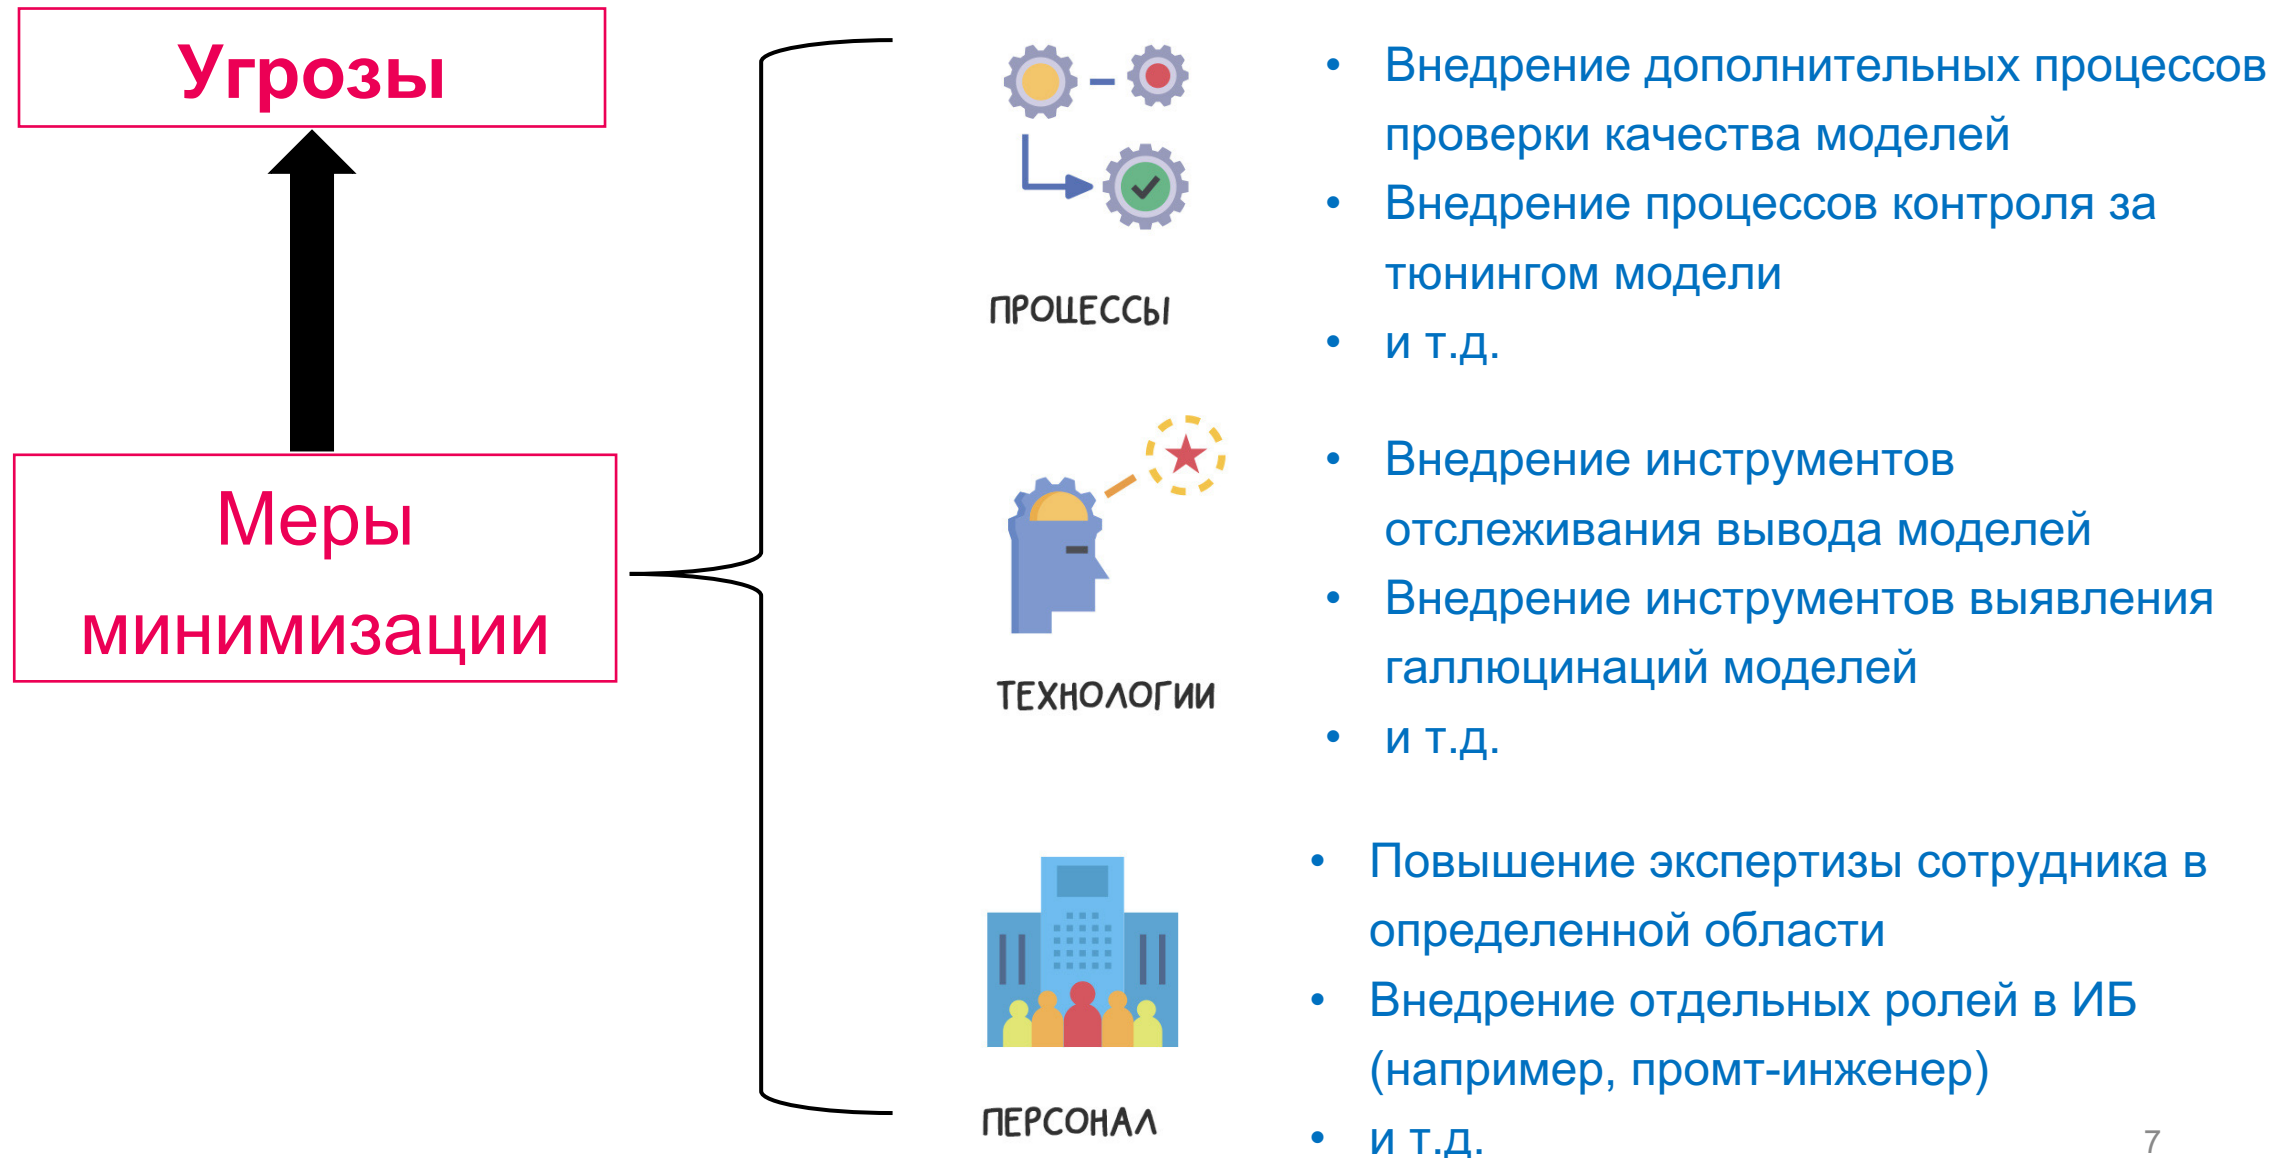 Угрозы
Меры
минимизации
ПРОЦЕССЫ
• Внедрение дополнительных процессов
проверки качества моделей
• Внедрение процессов контроля за
тюнингом модели
• и т.д.
ТЕХНОЛОГИИ
• Внедрение инструментов
отслеживания вывода моделей
• Внедрение инструментов выявления
галлюцинаций моделей
• и т.д.
ПЕРСОНАЛ
• Повышение экспертизы сотрудника в
определенной области
• Внедрение отдельных ролей в ИБ
(например, промт-инженер)
• и т.д.
7